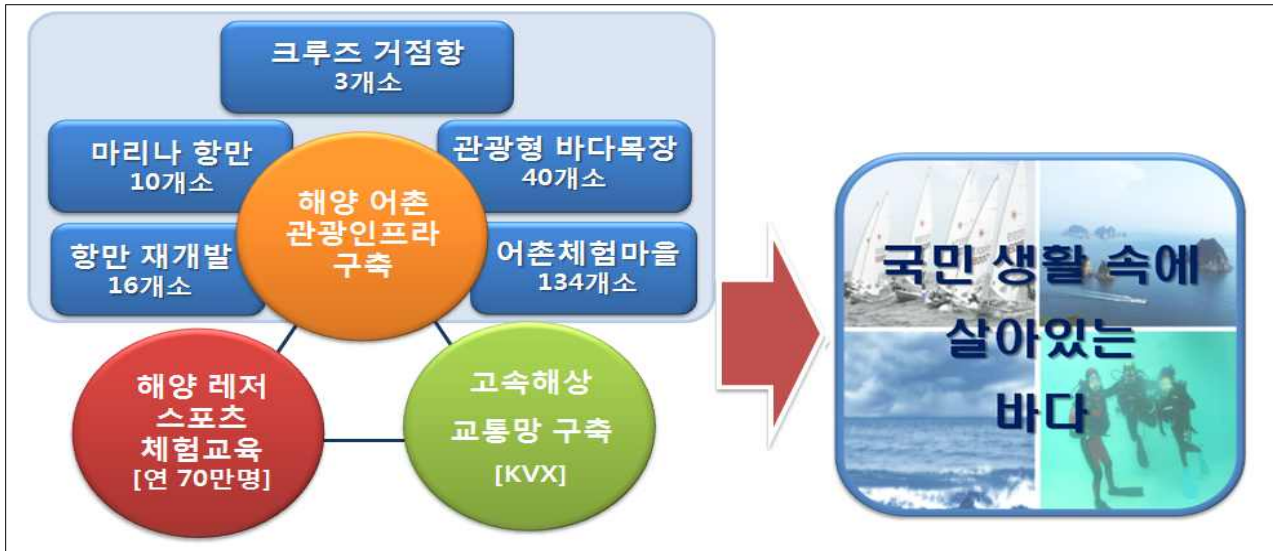 크루즈 거점항
3개소
마리나 항만
10개소
관광형 바다목장
40개소
해양 어촌
관광인프라
구축
항만 재개발
16개소
어촌체험마을
134개소
해양 레저
스포츠
체험교육
[연 70만명]
고속해상
교통망 구축
[KVX]
국민 생활 속에
살아있는
바다